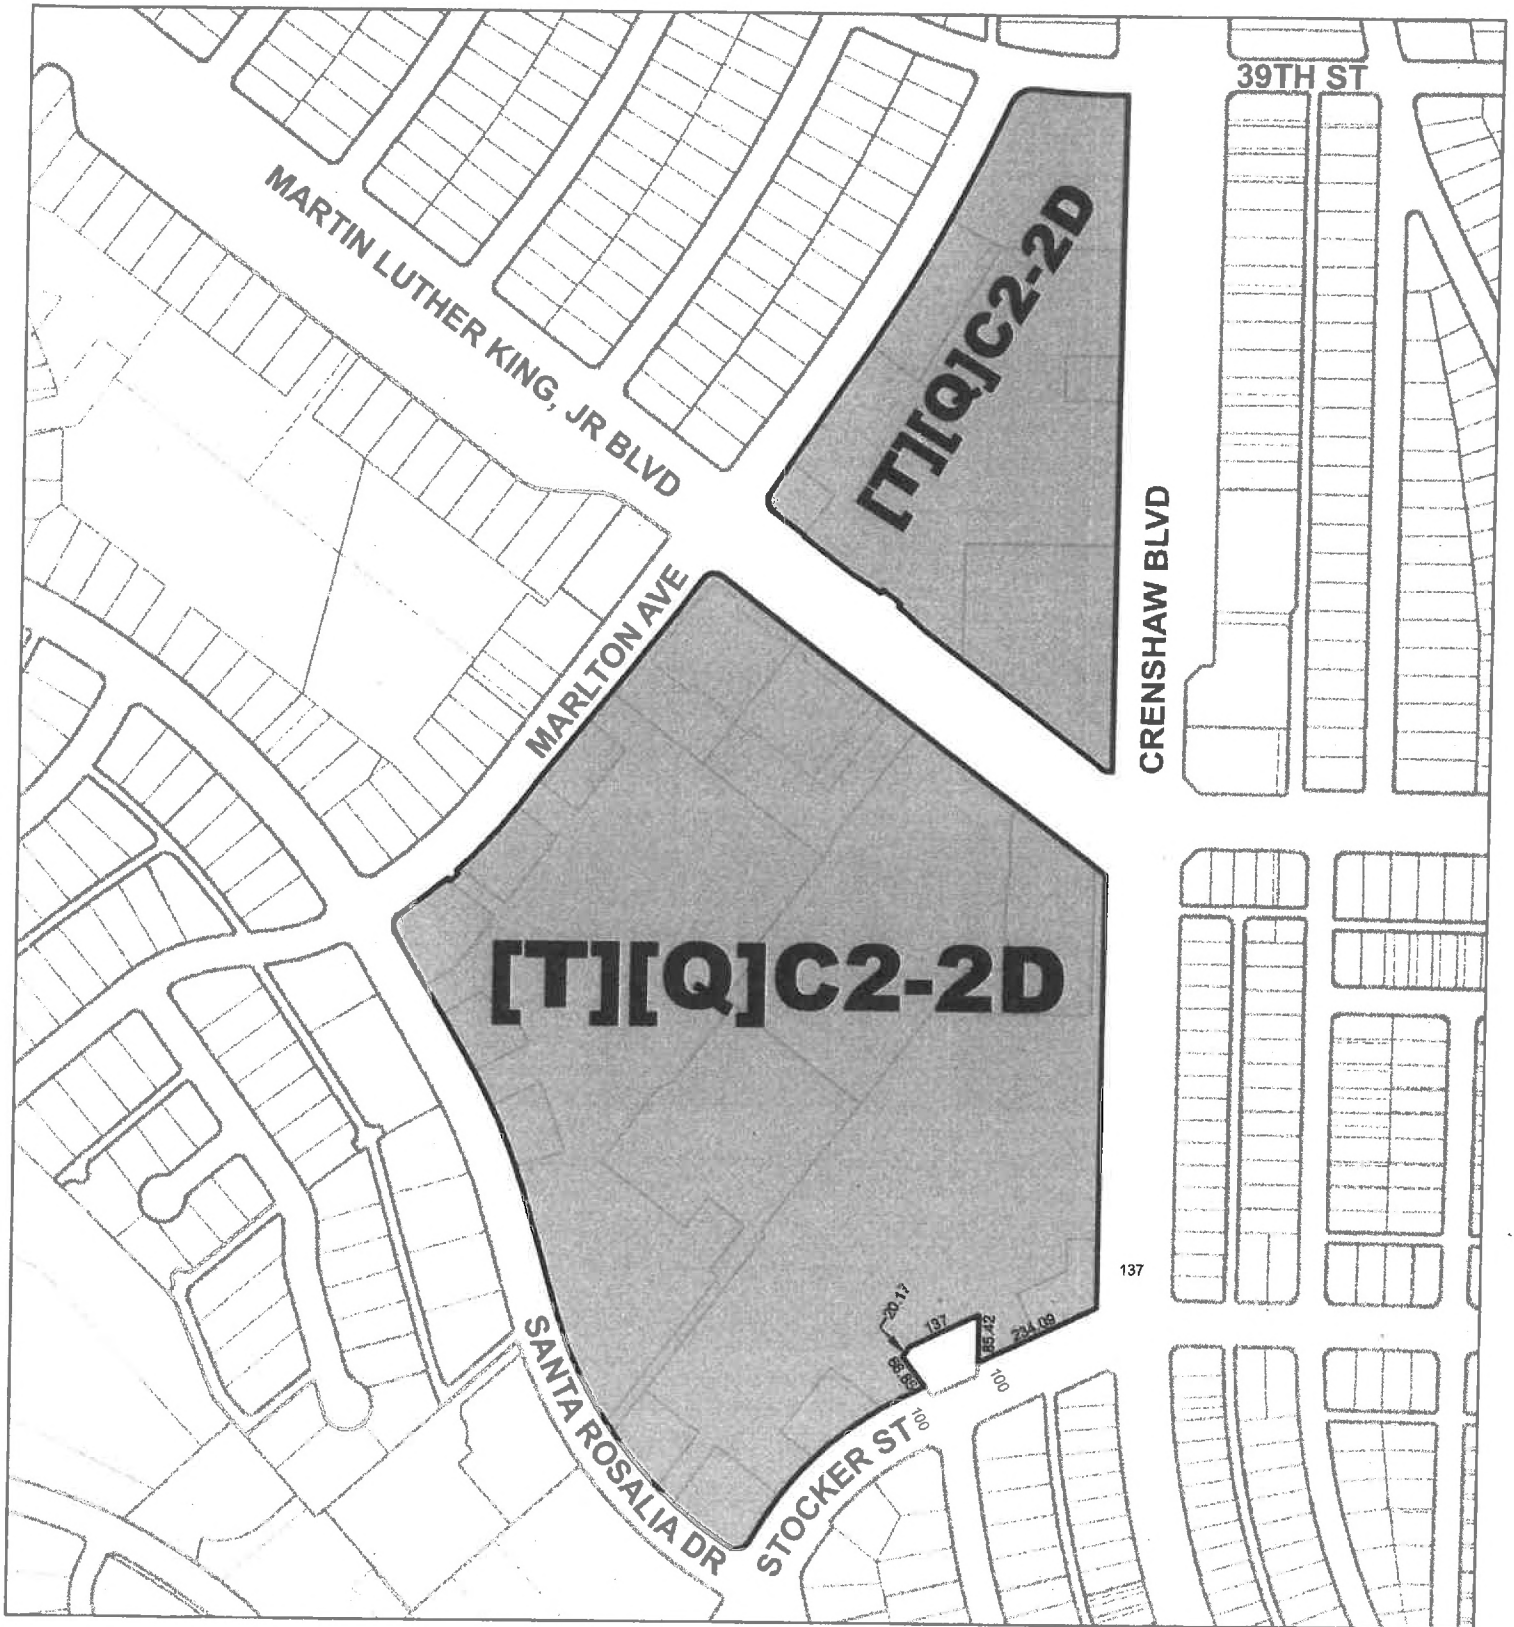 39TH ST
MARTIN LUTHER KING, JR BLVD
[T][Q]C2-2D
CRENSHAW BLVD
MARLTON AVE
[T][Q]C2-2D
137
20.17
137
85.42
234.09
100
100
SANTA ROSALIA DR
STOCKER ST